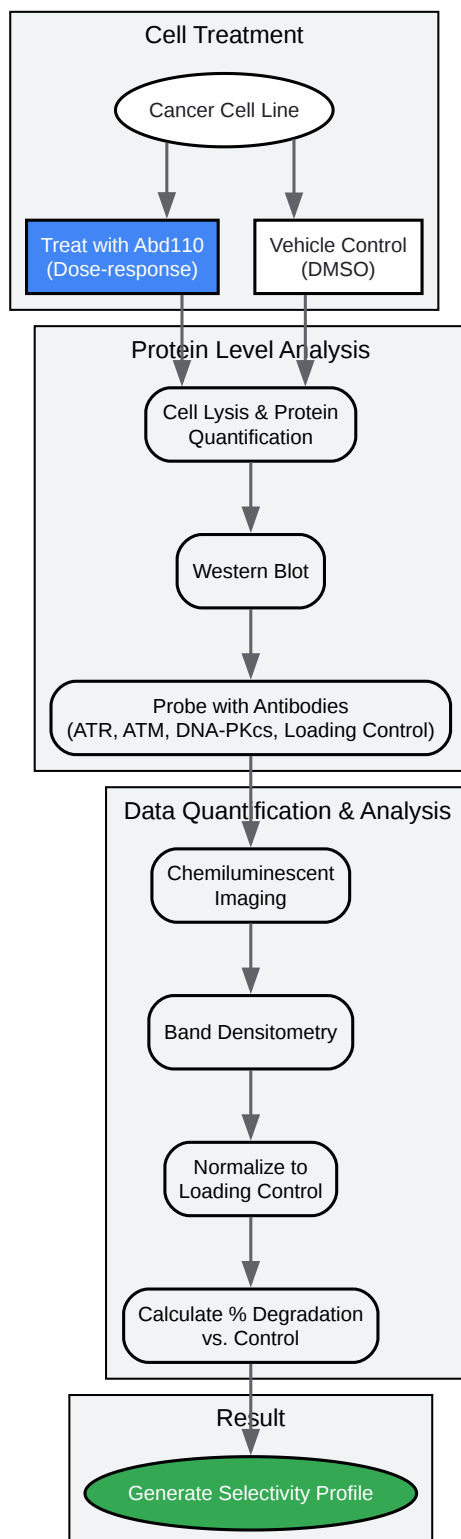 Cell Treatment
Cancer Cell Line
Treat with Abd110
(Dose-response)
Vehicle Control
(DMSO)
Protein Level Analysis
Cell Lysis & Protein
Quantification
Western Blot
Probe with Antibodies
(ATR, ATM, DNA-PKcs, Loading Control)
Data Quantification & Analysis
Chemiluminescent
Imaging
Band Densitometry
Normalize to
Loading Control
Calculate % Degradation
vs. Control
Result
Generate Selectivity Profile